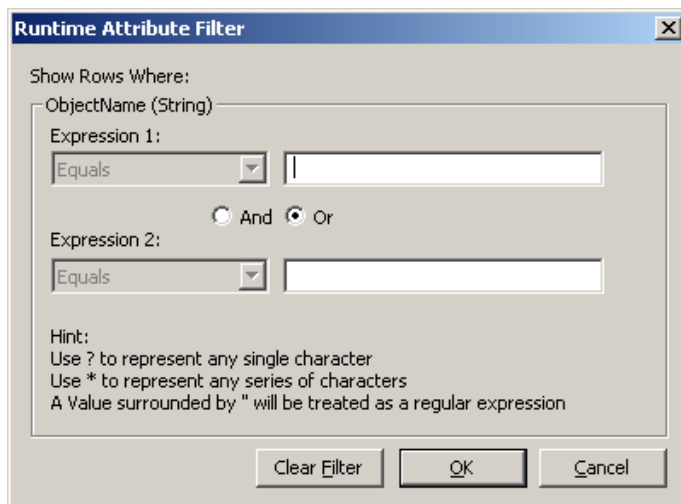 Runtime Attribute Filter
Show Rows Where:
ObjectName (String)
Expression 1:
Equals
And Or
Expression 2:
Equals
Hint:
Use ? to represent any single character
Use * to represent any series of characters
A Value surrounded by " will be treated as a regular expression
Clear Filter OK Cancel